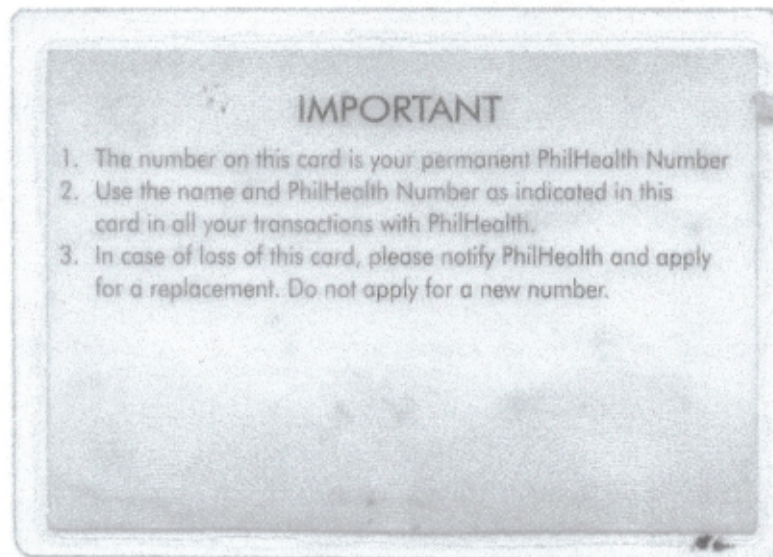 IMPORTANT
1. The number on this card is your permanent PhilHealth Number
2. Use the name and PhilHealth Number as indicated in this
card in all your transactions with PhilHealth.
3. In case of loss of this card, please notify PhilHealth and apply
for a replacement. Do not apply for a new number.